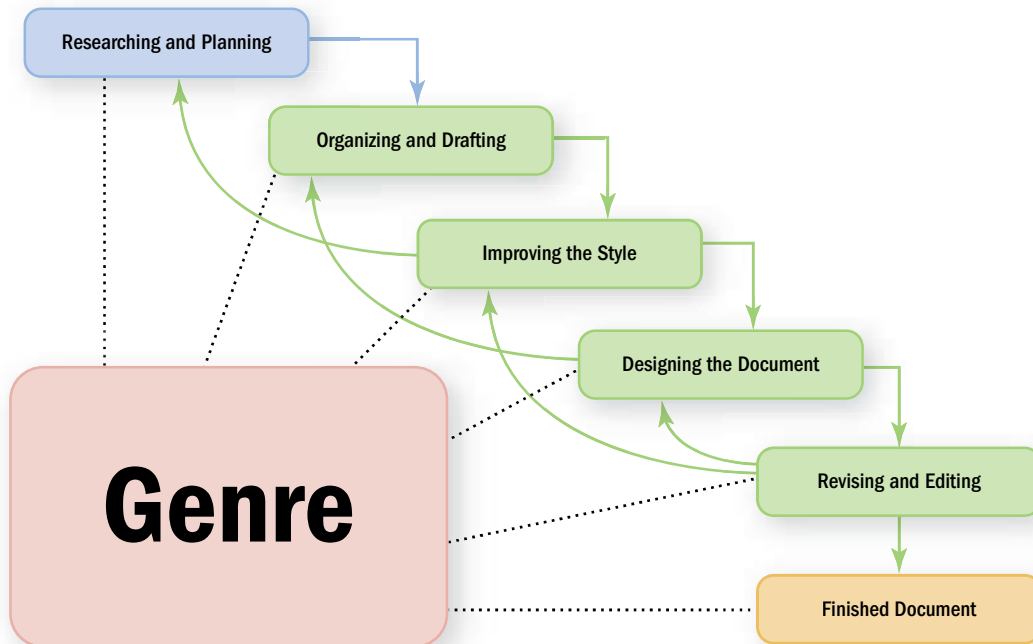 Researching and Planning
Organizing and Drafting
Improving the Style
Designing the Document
Genre
Revising and Editing
Finished Document